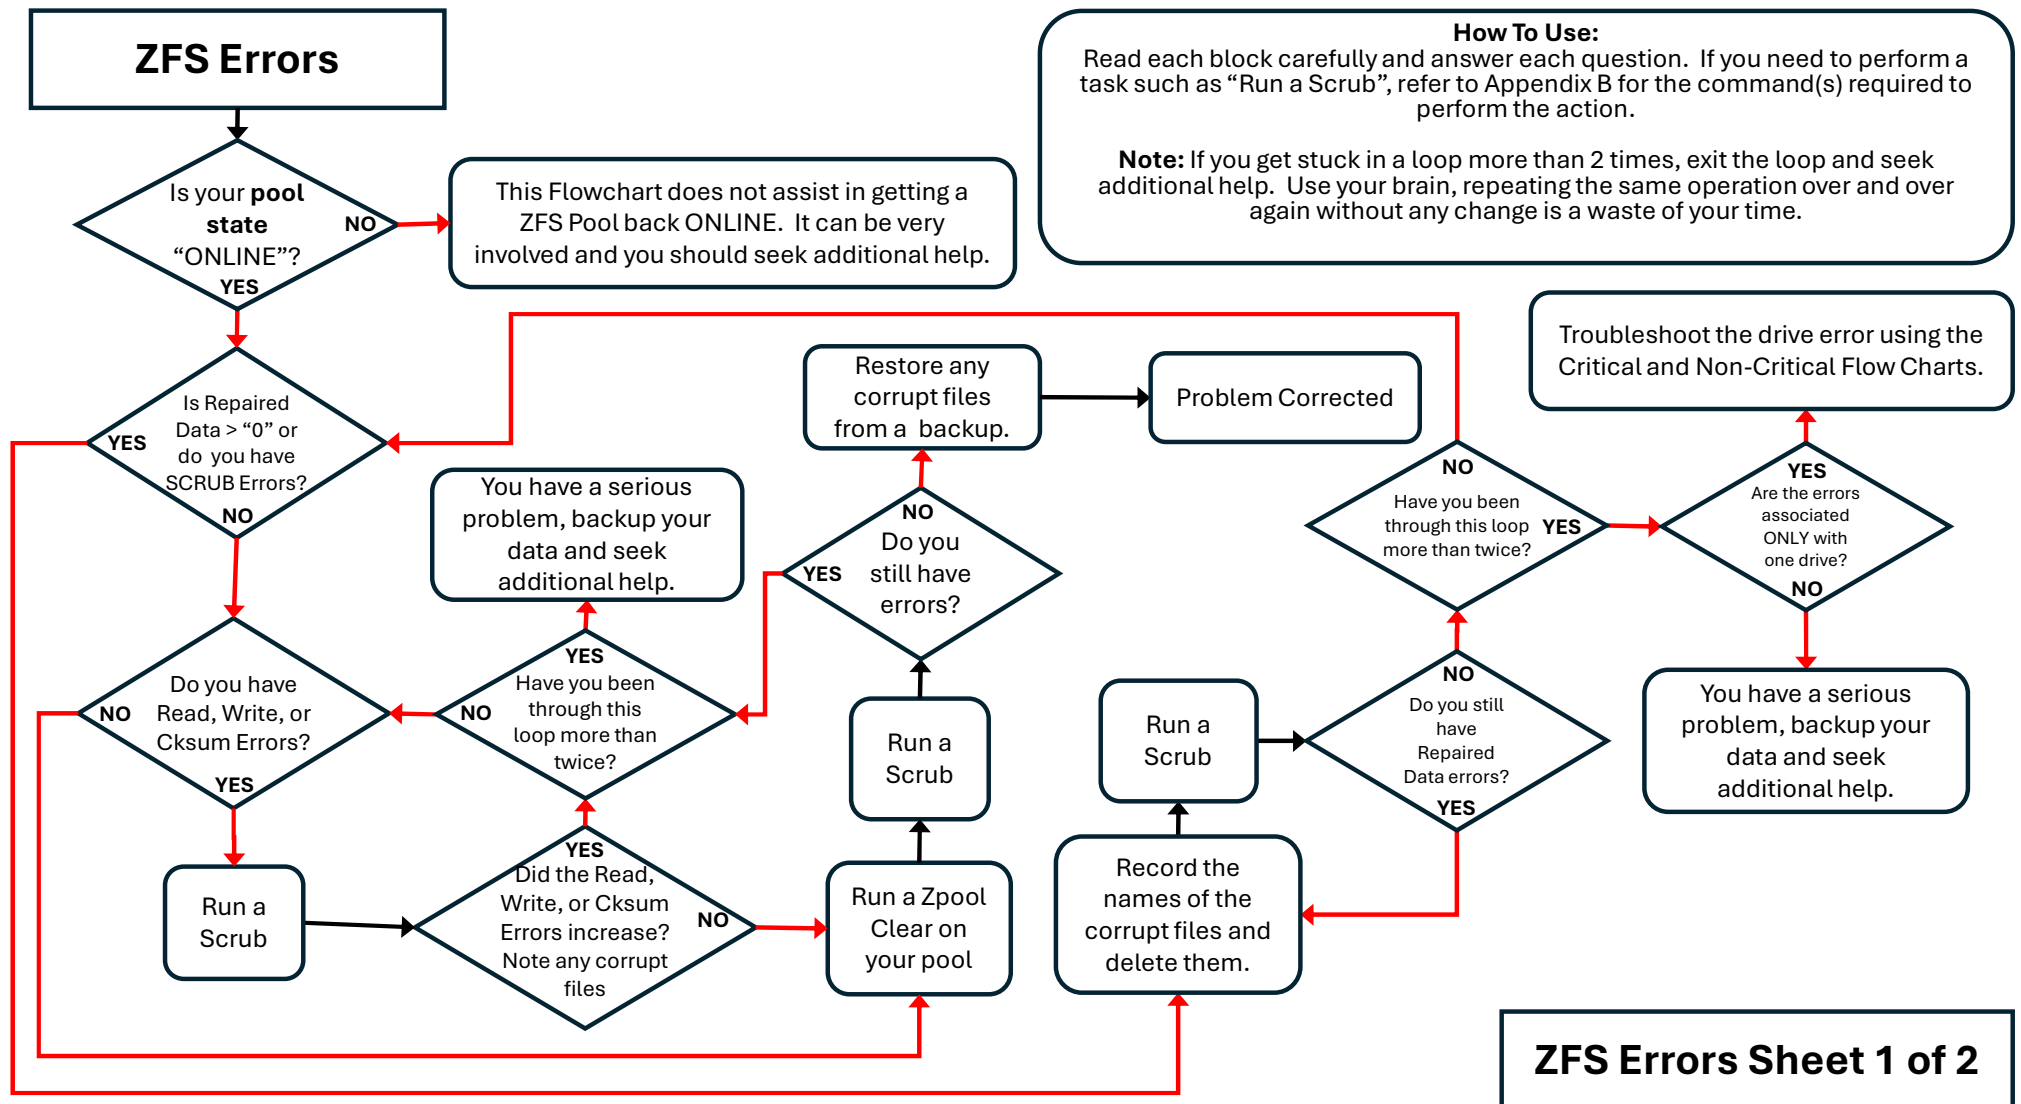 ZFS Errors
How To Use:
Read each block carefully and answer each question.  If you need to perform a
task such as “Run a Scrub”, refer to Appendix B for the command(s) required to
perform the action.
Note: If you get stuck in a loop more than 2 times, exit the loop and seek
additional help.  Use your brain, repeating the same operation over and over
again without any change is a waste of your time.
Is your pool
state
“ONLINE”?
NO
YES
This Flowchart does not assist in getting a
ZFS Pool back ONLINE.  It can be very
involved and you should seek additional help.
Is Repaired
Data > “0” or
do  you have
SCRUB Errors?
YES
NO
Do you have
Read, Write, or
Cksum Errors?
NO
YES
Run a
Scrub
YES
Did the Read,
Write, or Cksum
Errors increase?
Note any corrupt
files
NO
YES
Have you been
through this
loop more than
twice?
NO
You have a serious
problem, backup your
data and seek
additional help.
Run a Zpool
Clear on
your pool
Run a
Scrub
NO
Do you
still have
errors?
YES
Restore any
corrupt files
from a  backup.
Problem Corrected
Record the
names of the
corrupt files and
delete them.
Run a
Scrub
NO
Do you still
have
Repaired
Data errors?
YES
NO
Have you been
through this loop
more than twice?
YES
YES
Are the errors
associated
ONLY with
one drive?
NO
Troubleshoot the drive error using the
Critical and Non-Critical Flow Charts.
You have a serious
problem, backup your
data and seek
additional help.
ZFS Errors Sheet 1 of 2